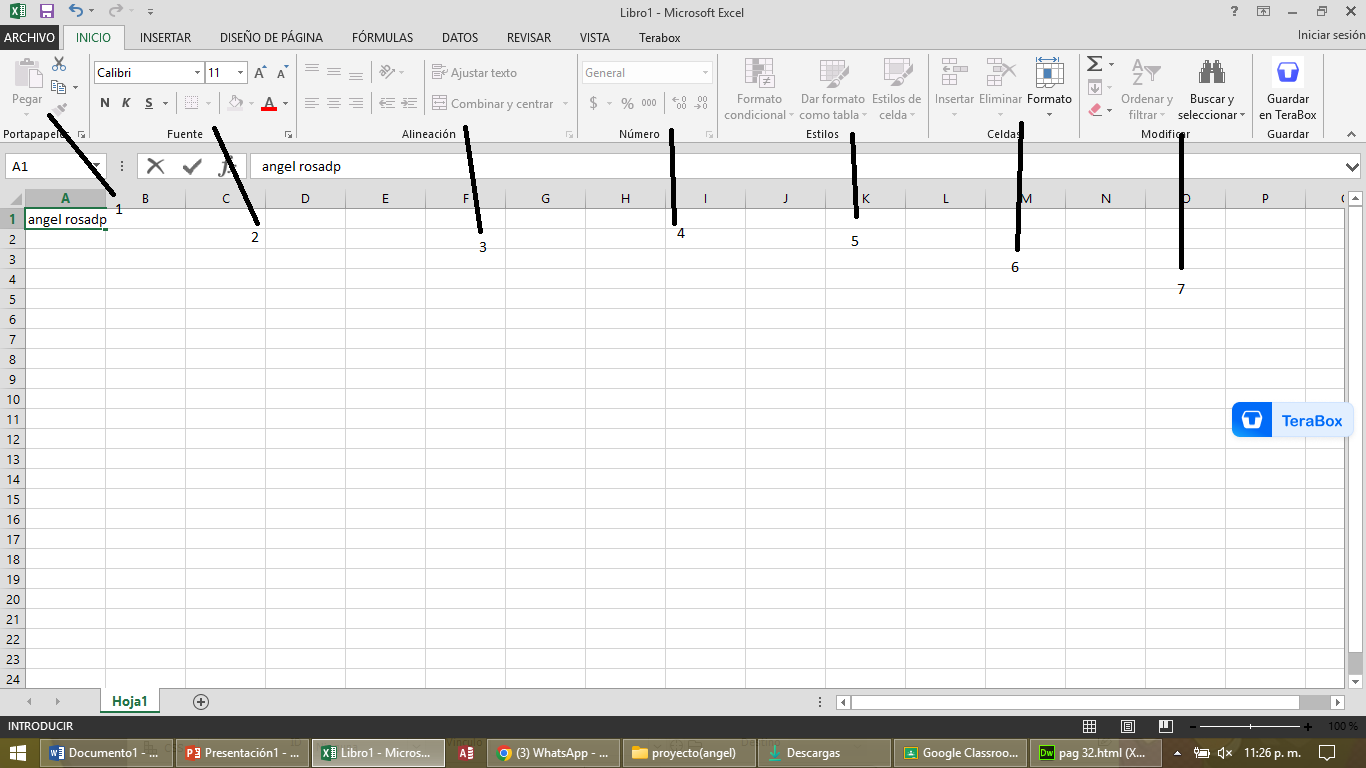 Libro1 - Microsoft Excel
ARCHIVO INICIO INSERTAR DISEÑO DE PÁGINA FÓRMULAS DATOS REVISAR VISTA Terabox Iniciar sesión
Calibri 11 Ajustar texto General
Pegar N K S A Combinar y centrar $ % 000
Formato condicional Dar formato como tabla Estilos de celda
Insertar Eliminar Formato
Ordenar y filtrar Buscar y seleccionar
Guardar en TeraBox
Portapapeles Fuente Alineación Número Estilos Celdas Modificar Guardar
A1 angel rosadp
A B C D E F G H I J K L M N O P
1 angel rosadp
1
2
3
4
5
6
7
2
3
4
5
6
7
8
9
10
11
12
13
14
15
16
17
18
19
20
21
22
23
24
TeraBox
Hoja1
INTRODUCIR 100 %
Documento1 - ... Presentación1 - ... Libro1 - Micros... (3) WhatsApp - ... proyecto(angel) Descargas Google Classroo... pag 32.html (X... 11:26 p. m.